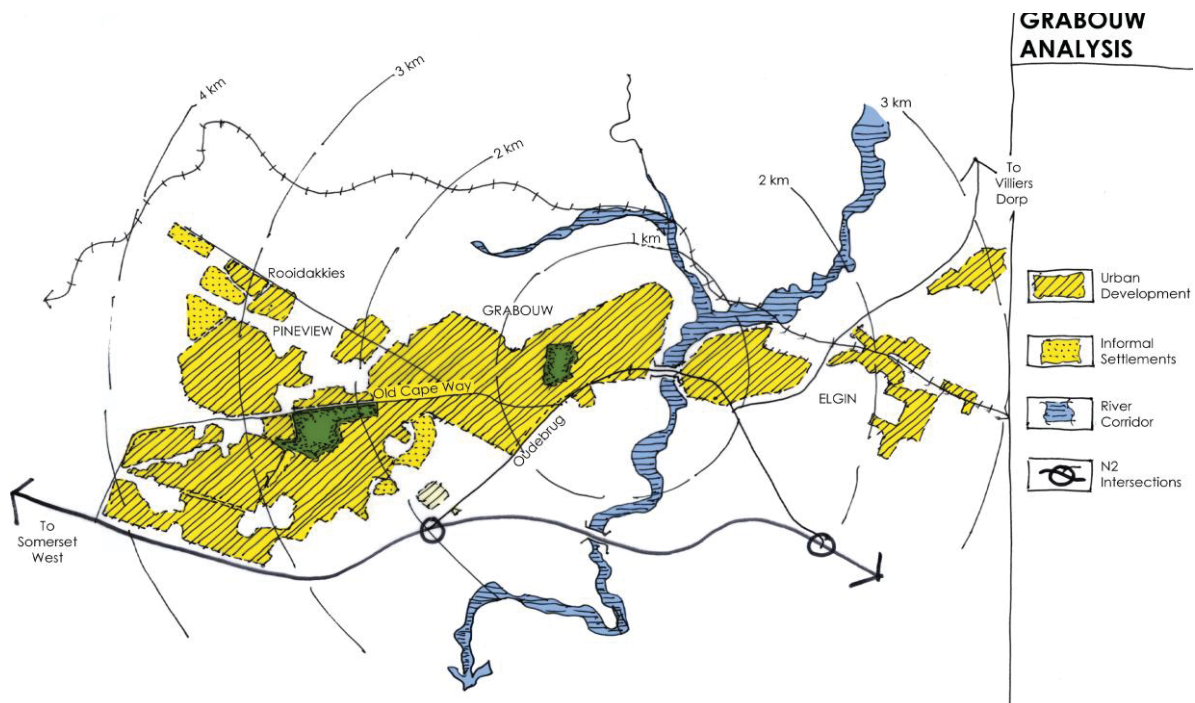 GRABOUW
ANALYSIS
4 km
3 km
2 km
3 km
2 km
1 km
To
Villiers
Dorp
Rooidakkies
PINEVIEW
GRABOUW
Old Cape Way
Oudebrug
ELGIN
To
Somerset
West
Urban
Development
Informal
Settlements
River
Corridor
N2
Intersections